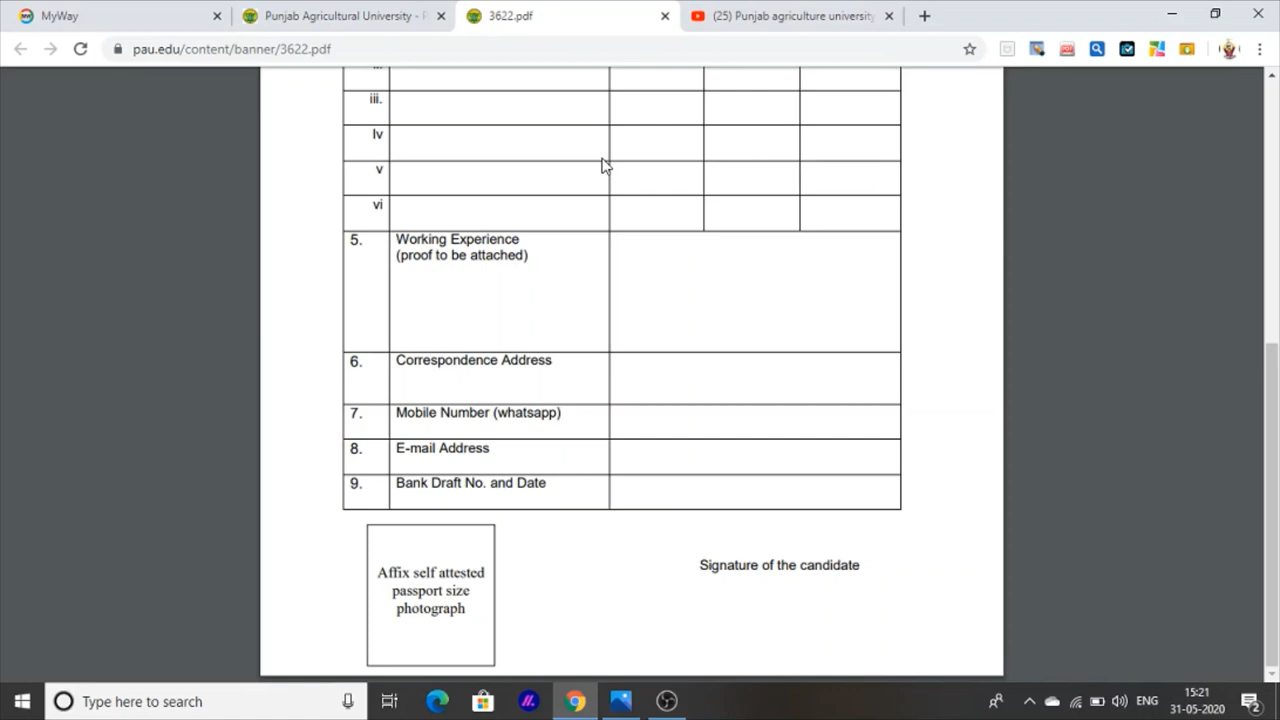 MyWay
Punjab Agricultural University - P
3622.pdf
(25) Punjab agriculture university
pau.edu/content/banner/3622.pdf
iii.
Iv
v
vi
5. Working Experience
(proof to be attached)
6. Correspondence Address
7. Mobile Number (whatsapp)
8. E-mail Address
9. Bank Draft No. and Date
Affix self attested
passport size
photograph
Signature of the candidate
Type here to search
ENG
15:21
31-05-2020
2